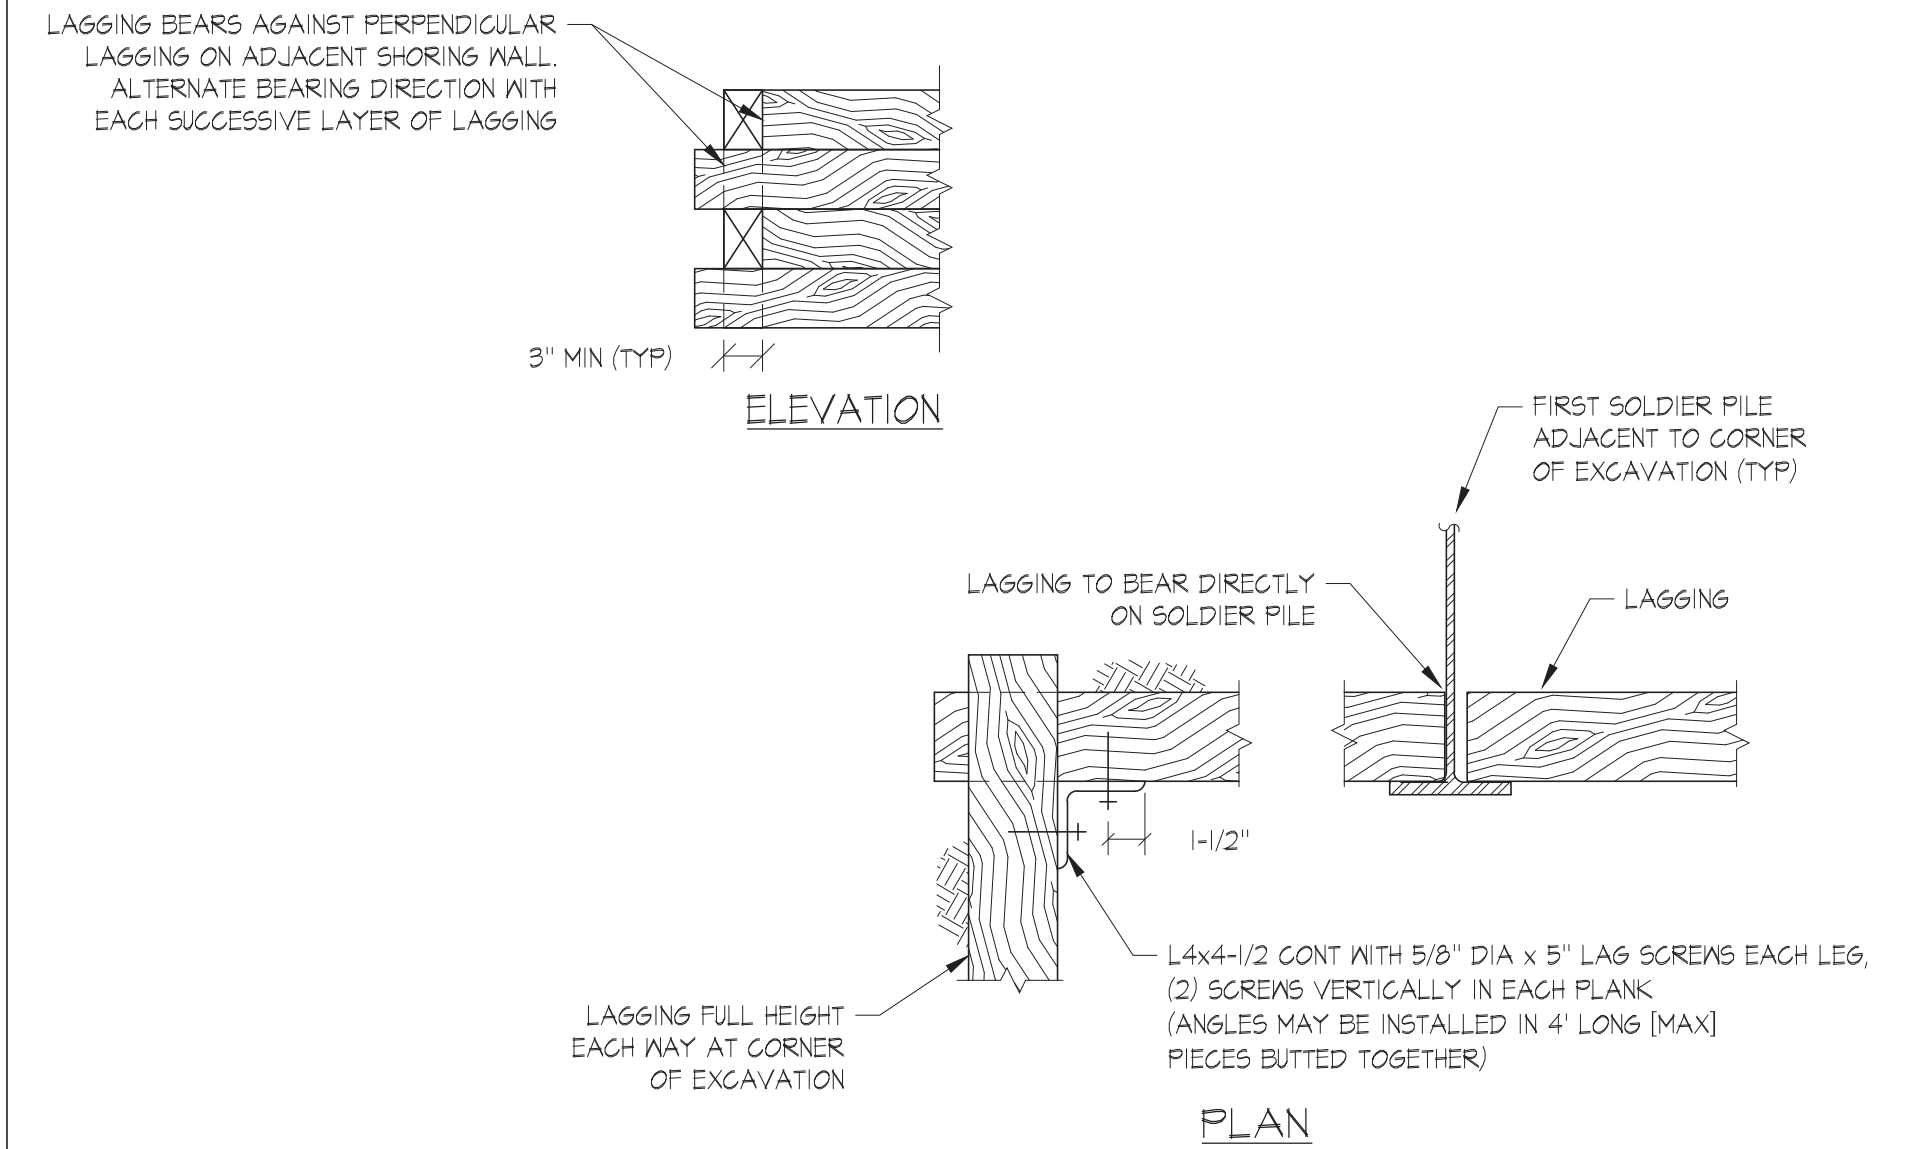 LAGGING BEARS AGAINST PERPENDICULAR
LAGGING ON ADJACENT SHORING WALL.
ALTERNATE BEARING DIRECTION WITH
EACH SUCCESSIVE LAYER OF LAGGING
3" MIN (TYP)
ELEVATION
FIRST SOLDIER PILE
ADJACENT TO CORNER
OF EXCAVATION (TYP)
LAGGING TO BEAR DIRECTLY
ON SOLDIER PILE
LAGGING
1-1/2"
L4x4-1/2 CONT WITH 5/8" DIA x 5" LAG SCREWS EACH LEG,
(2) SCREWS VERTICALLY IN EACH PLANK
(ANGLES MAY BE INSTALLED IN 4' LONG [MAX]
PIECES BUTTED TOGETHER)
LAGGING FULL HEIGHT
EACH WAY AT CORNER
OF EXCAVATION
PLAN